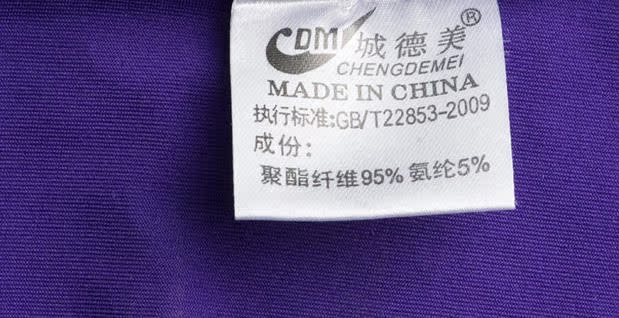 CDM 城德美®
CHENGDEMEI
MADE IN CHINA
执行标准:GB/T22853-2009
成份:
聚酯纤维95% 氨纶5%